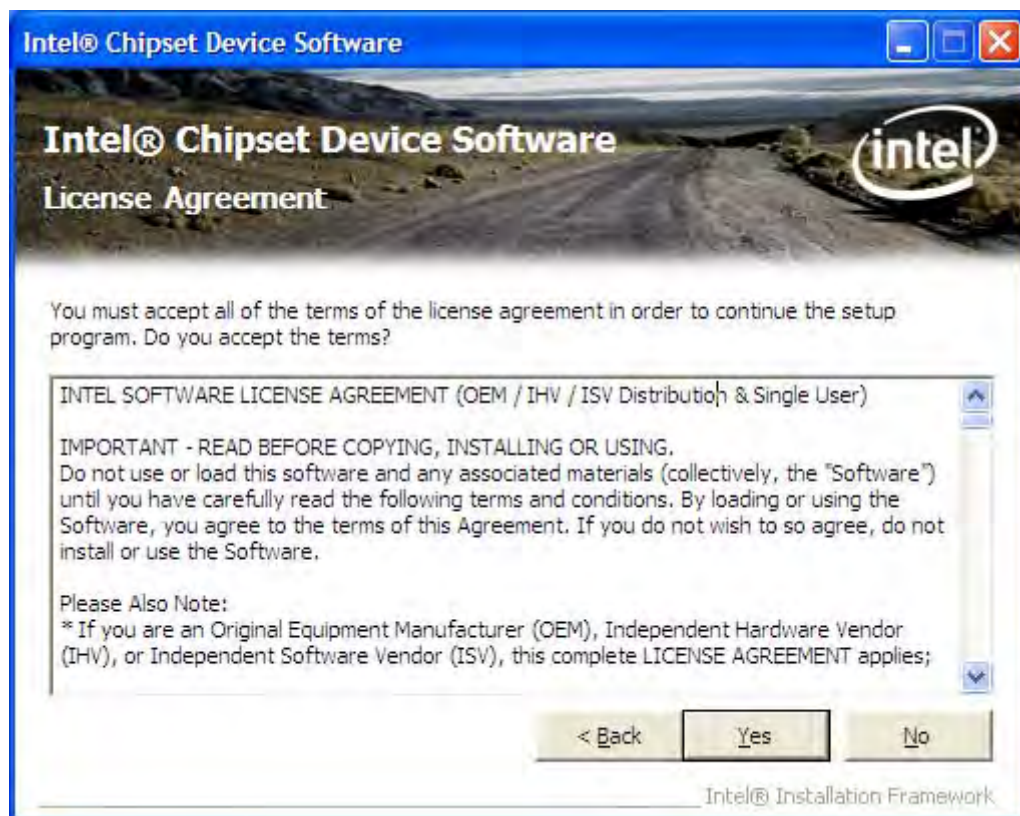 Intel® Chipset Device Software
Intel® Chipset Device Software
intel
License Agreement
You must accept all of the terms of the license agreement in order to continue the setup
program. Do you accept the terms?
INTEL SOFTWARE LICENSE AGREEMENT (OEM / IHV / ISV Distribution & Single User)
IMPORTANT - READ BEFORE COPYING, INSTALLING OR USING.
Do not use or load this software and any associated materials (collectively, the "Software")
until you have carefully read the following terms and conditions. By loading or using the
Software, you agree to the terms of this Agreement. If you do not wish to so agree, do not
install or use the Software.
Please Also Note:
* If you are an Original Equipment Manufacturer (OEM), Independent Hardware Vendor
(IHV), or Independent Software Vendor (ISV), this complete LICENSE AGREEMENT applies;
< Back Yes No
Intel® Installation Framework